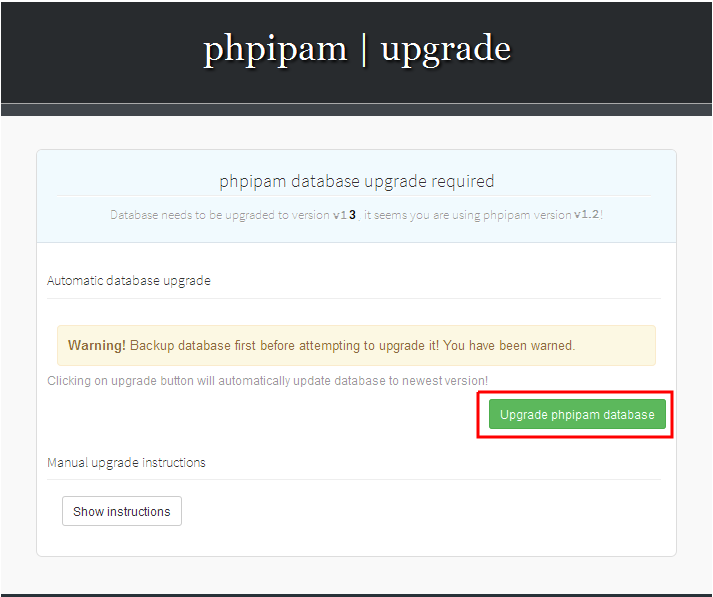 phpipam | upgrade
phpipam database upgrade required
Database needs to be upgraded to version v1 3, it seems you are using phpipam version v1.2!
Automatic database upgrade
Warning! Backup database first before attempting to upgrade it! You have been warned.
Clicking on upgrade button will automatically update database to newest version!
Upgrade phpipam database
Manual upgrade instructions
Show instructions